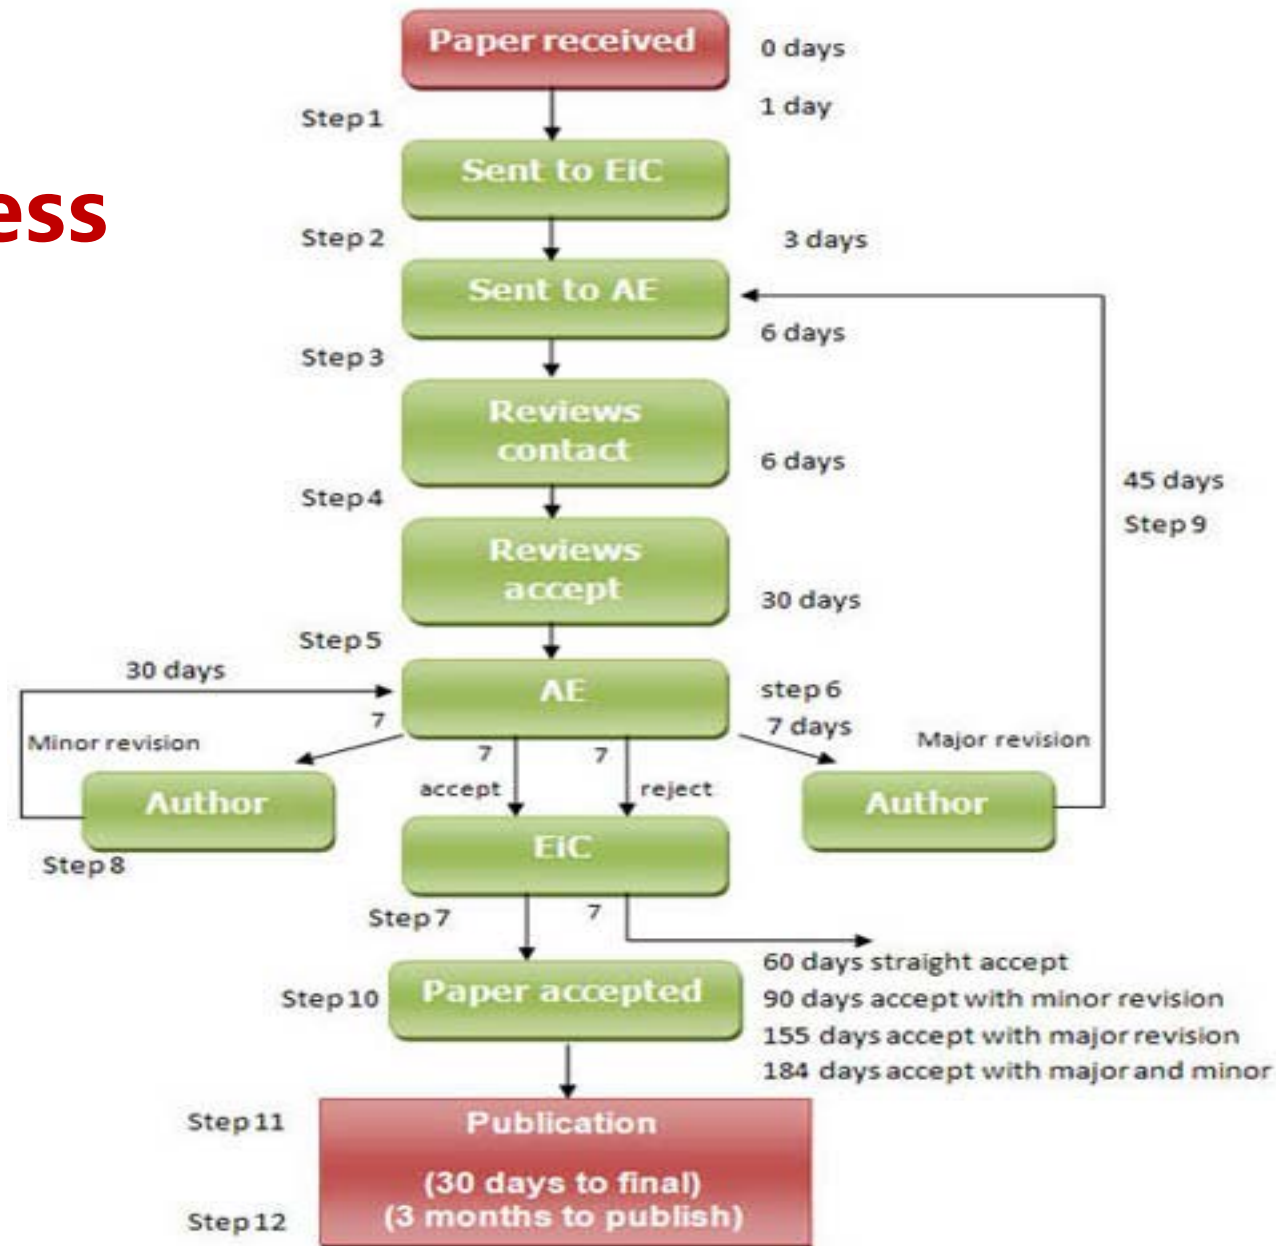 Paper received
0 days
Step 1
1 day
Sent to EiC
ess
Step 2
3 days
Sent to AE
6 days
Step 3
Reviews
contact
6 days
45 days
Step 9
Step 4
Reviews
accept
30 days
Step 5
30 days
AE
step 6
7 days
7
Minor revision
7
7
Major revision
accept
reject
Author
Author
EiC
Step 8
Step 7
7
60 days straight accept
90 days accept with minor revision
155 days accept with major revision
184 days accept with major and minor
Step 10
Paper accepted
Step 11
Publication
(30 days to final)
(3 months to publish)
Step 12